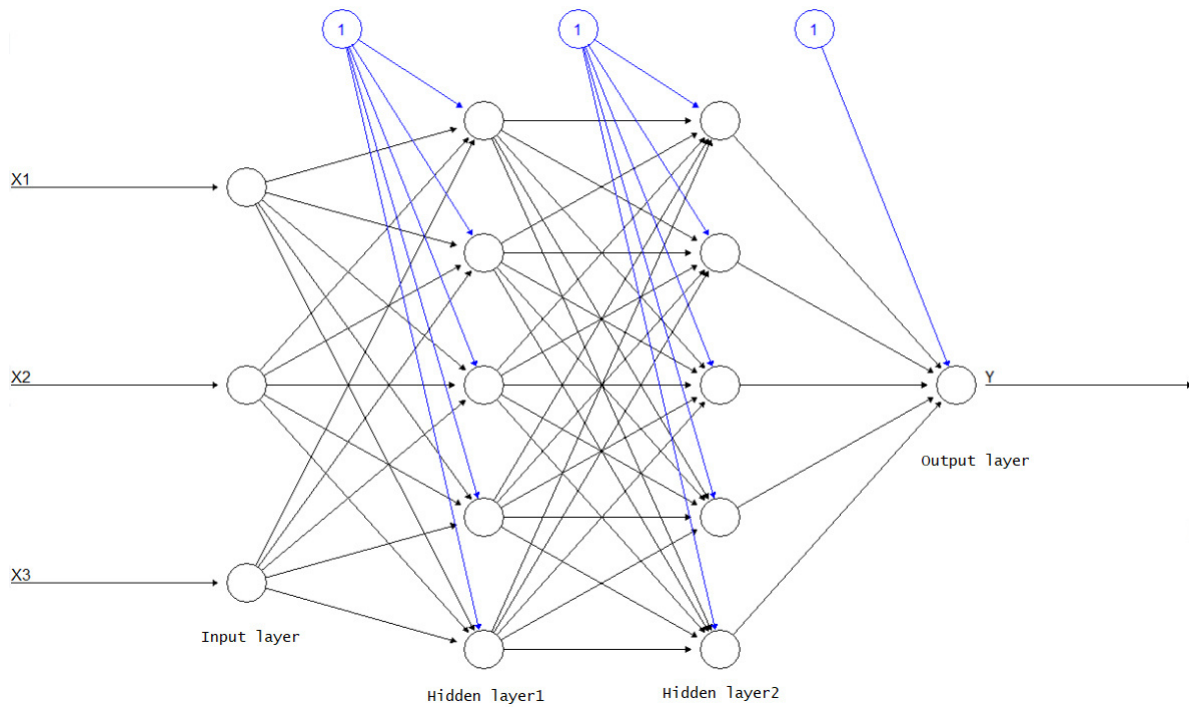 1
1
1
X1
X2
Y
Output layer
X3
Input layer
Hidden layer1
Hidden layer2